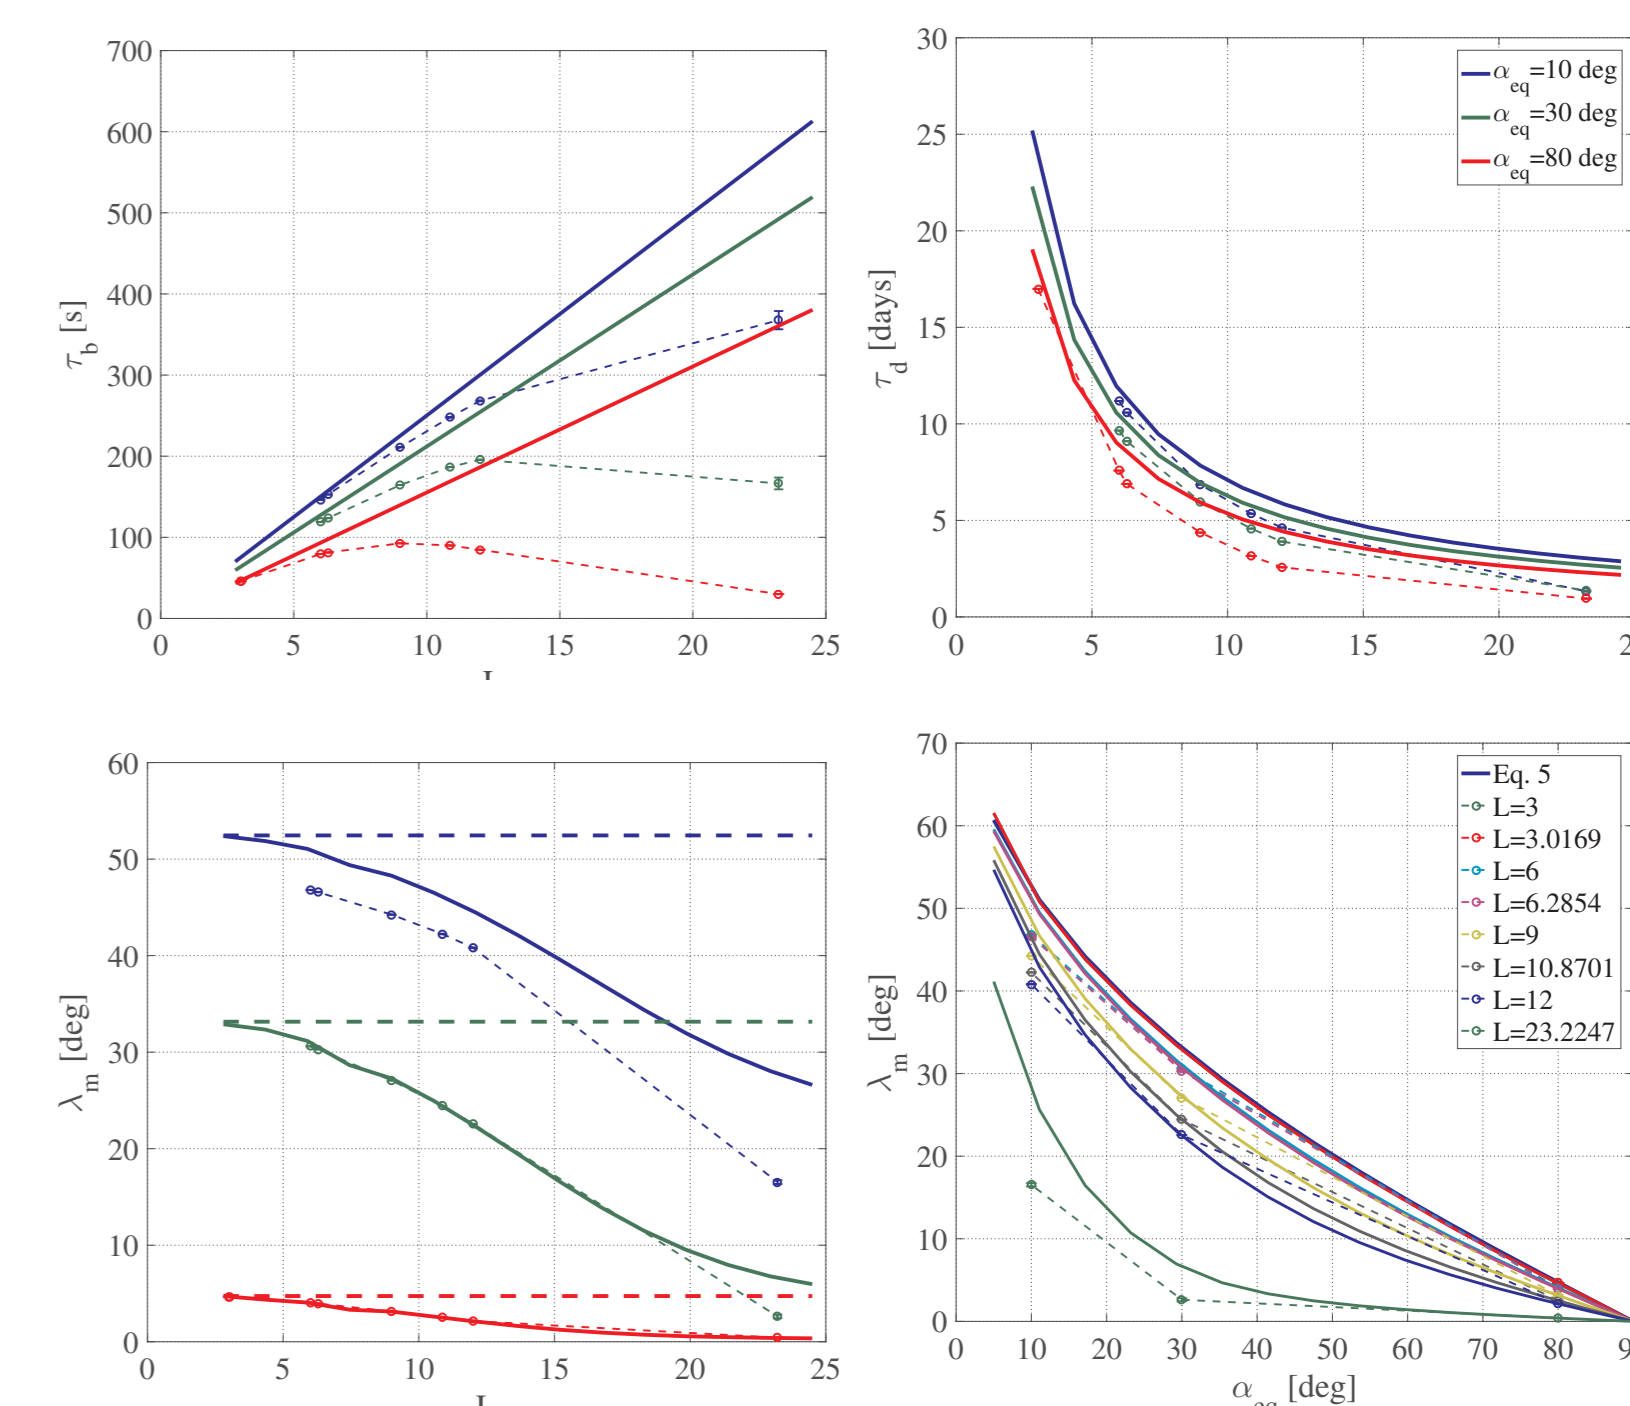 700
600
500
400
300
200
100
0
τb [s]
0 5 10 15 20 25
30
25
20
15
10
5
0
τd [days]
0 5 10 15 20
αeq=10 deg
αeq=30 deg
αeq=80 deg
60
50
40
30
20
10
0
λm [deg]
0 5 10 15 20 25
70
60
50
40
30
20
10
0
λm [deg]
0 10 20 30 40 50 60 70 80
αeq [deg]
Eq. 5
L=3
L=3.0169
L=6
L=6.2854
L=9
L=10.8701
L=12
L=23.2247